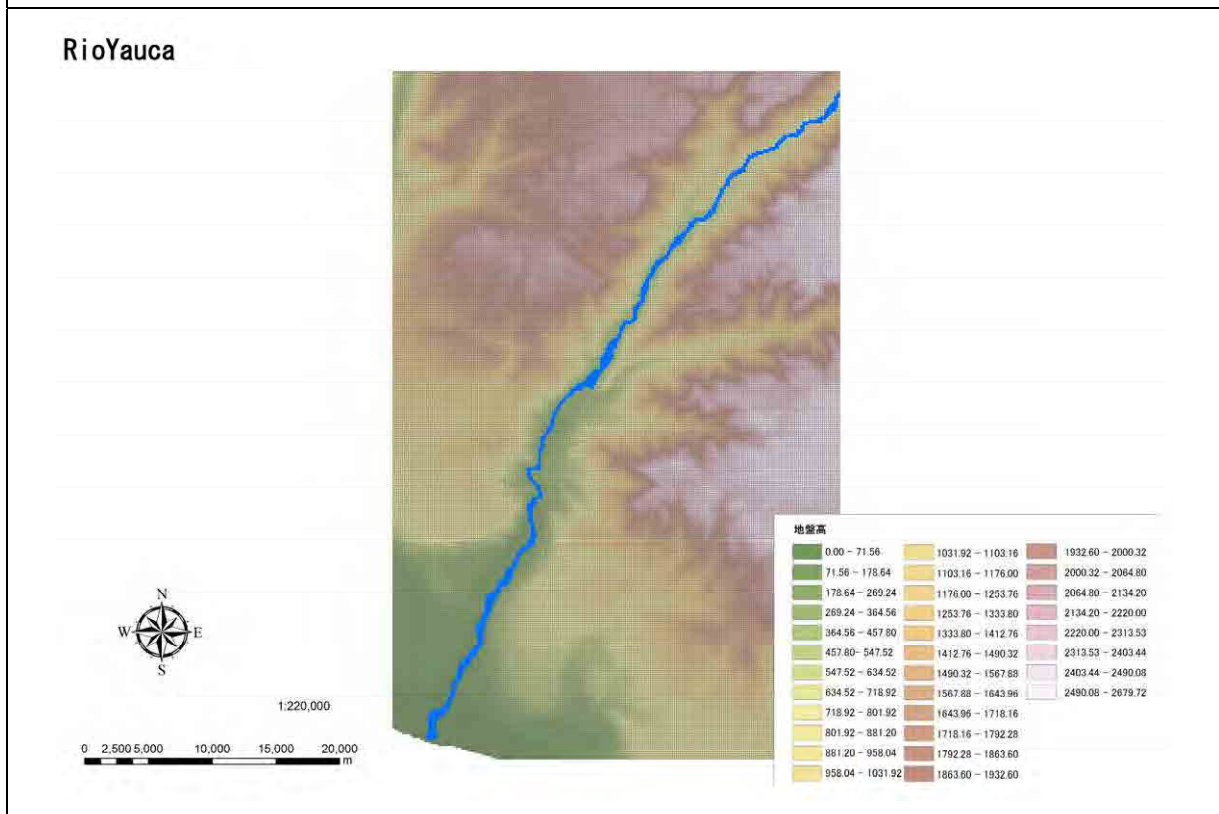 RioYauca
N
W E
S
1:220,000
0 2,500 5,000 10,000 15,000 20,000
m
地盤高
0.00 - 71.56
71.56 - 178.64
178.64 - 269.24
269.24 - 364.56
364.56 - 457.80
457.80- 547.52
547.52 - 634.52
634.52 - 718.92
718.92 - 801.92
801.92 - 881.20
881.20 - 958.04
958.04 - 1031.92
1031.92 - 1103.16
1103.16 - 1176.00
1176.00 - 1253.76
1253.76 - 1333.80
1333.80 - 1412.76
1412.76 - 1490.32
1490.32 - 1567.88
1567.88 - 1643.96
1643.96 - 1718.16
1718.16 - 1792.28
1792.28 - 1863.60
1863.60 - 1932.60
1932.60 - 2000.32
2000.32 - 2064.80
2064.80 - 2134.20
2134.20 - 2220.00
2220.00 - 2313.53
2313.53 - 2403.44
2403.44 - 2490.08
2490.08 - 2679.72